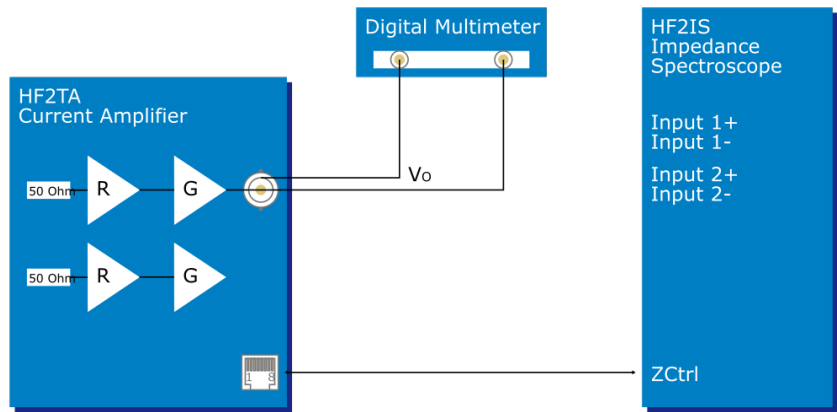 Digital Multimeter
HF2IS
Impedance
Spectroscope
HF2TA
Current Amplifier
Input 1+
Input 1-
Input 2+
Input 2-
50 Ohm
R
G
Vo
50 Ohm
R
G
1 8
ZCtrl